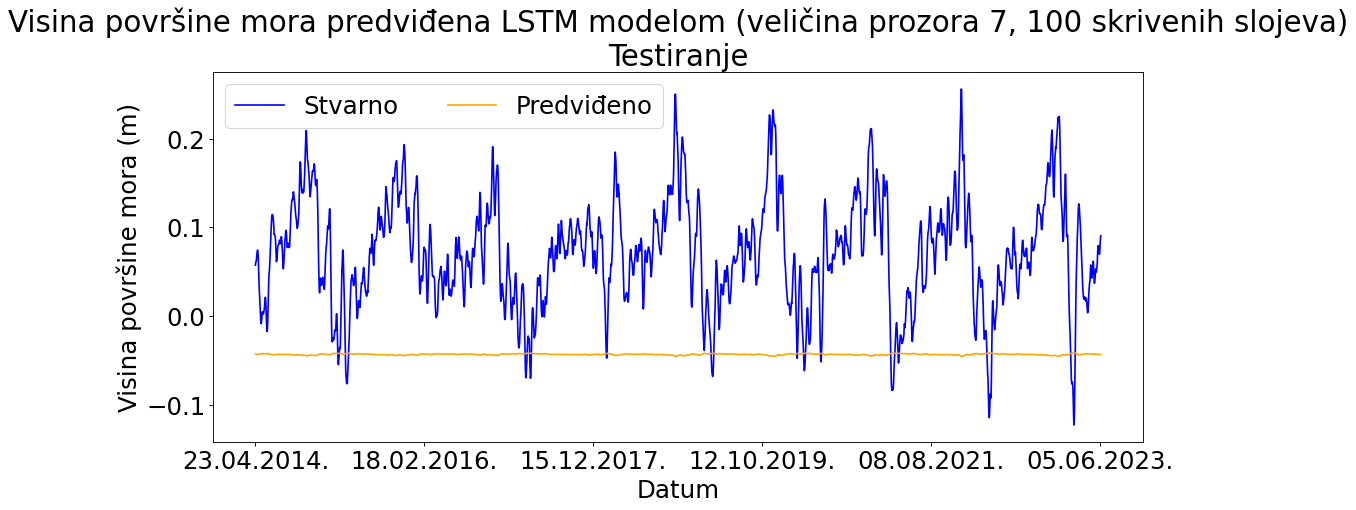 Visina površine mora predviđena LSTM modelom (veličina prozora 7, 100 skrivenih slojeva)
Testiranje
Stvarno
Predviđeno
Visina površine mora (m)
0.2
0.1
0.0
−0.1
23.04.2014.
18.02.2016.
15.12.2017.
12.10.2019.
08.08.2021.
05.06.2023.
Datum